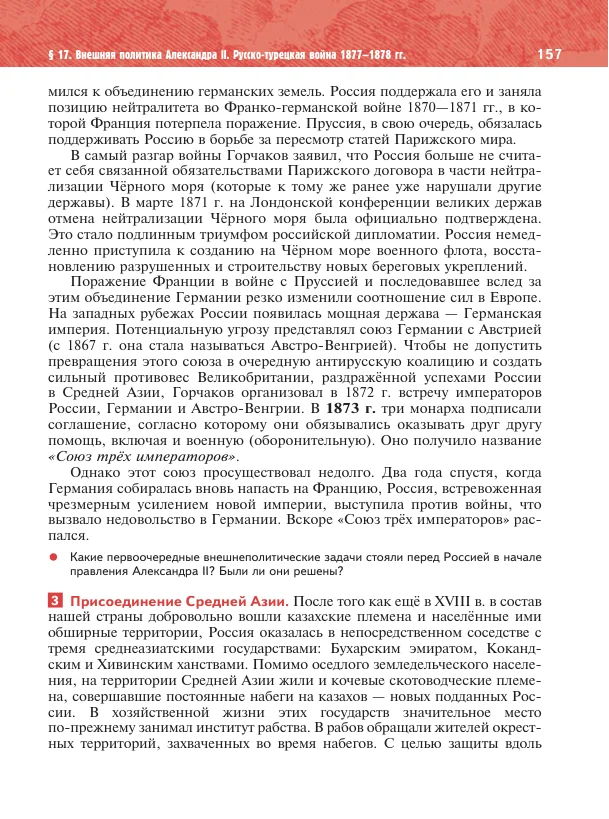 § 17. Внешняя политика Александра II. Русско-турецкая война 1877–1878 гг.
157
мился к объединению германских земель. Россия поддержала его и заняла
позицию нейтралитета во Франко-германской войне 1870—1871 гг., в ко-
торой Франция потерпела поражение. Пруссия, в свою очередь, обязалась
поддерживать Россию в борьбе за пересмотр статей Парижского мира.
В самый разгар войны Горчаков заявил, что Россия больше не счита-
ет себя связанной обязательствами Парижского договора в части нейтра-
лизации Чёрного моря (которые к тому же ранее уже нарушали другие
державы). В марте 1871 г. на Лондонской конференции великих держав
отмена нейтрализации Чёрного моря была официально подтверждена.
Это стало подлинным триумфом российской дипломатии. Россия немед-
ленно приступила к созданию на Чёрном море военного флота, восста-
новлению разрушенных и строительству новых береговых укреплений.
Поражение Франции в войне с Пруссией и последовавшее вслед за
этим объединение Германии резко изменили соотношение сил в Европе.
На западных рубежах России появилась мощная держава — Германская
империя. Потенциальную угрозу представлял союз Германии с Австрией
(с 1867 г. она стала называться Австро-Венгрией). Чтобы не допустить
превращения этого союза в очередную антирусскую коалицию и создать
сильный противовес Великобритании, раздражённой успехами России
в Средней Азии, Горчаков организовал в 1872 г. встречу императоров
России, Германии и Австро-Венгрии. В 1873 г. три монарха подписали
соглашение, согласно которому они обязывались оказывать друг другу
помощь, включая и военную (оборонительную). Оно получило название
«Союз трёх императоров».
Однако этот союз просуществовал недолго. Два года спустя, когда
Германия собиралась вновь напасть на Францию, Россия, встревоженная
чрезмерным усилением новой империи, выступила против войны, что
вызвало недовольство в Германии. Вскоре «Союз трёх императоров» рас-
пался.
● Какие первоочередные внешнеполитические задачи стояли перед Россией в начале
правления Александра II? Были ли они решены?
3 Присоединение Средней Азии. После того как ещё в XVIII в. в состав
нашей страны добровольно вошли казахские племена и населённые ими
обширные территории, Россия оказалась в непосредственном соседстве с
тремя среднеазиатскими государствами: Бухарским эмиратом, Коканд-
ским и Хивинским ханствами. Помимо оседлого земледельческого населе-
ния, на территории Средней Азии жили и кочевые скотоводческие племе-
на, совершавшие постоянные набеги на казахов — новых подданных Рос-
сии. В хозяйственной жизни этих государств значительное место
по-прежнему занимал институт рабства. В рабов обращали жителей окрест-
ных территорий, захваченных во время набегов. С целью защиты вдоль